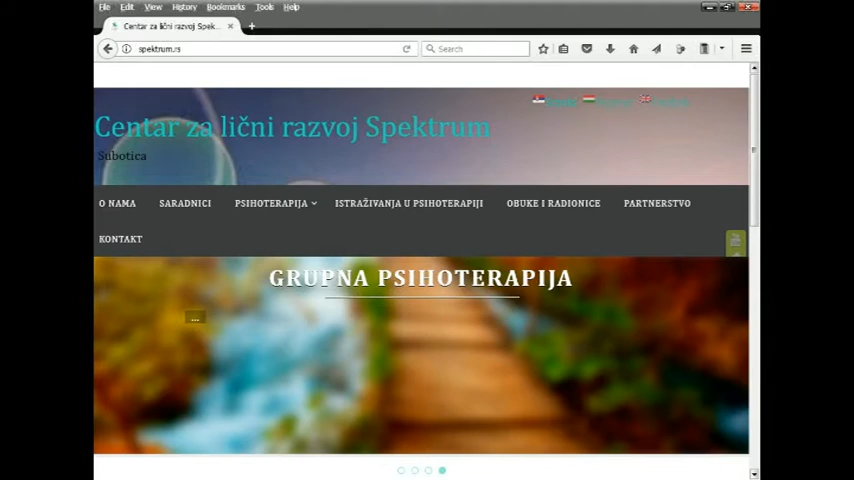 File Edit View History Bookmarks Tools Help
Centar za lični razvoj Spek...
spektrum.rs
Search
Centar za lični razvoj Spektrum
Subotica
O NAMA SARADNICI PSIHOTERAPIJA ISTRAŽIVANJA U PSIHOTERAPIJI OBUKE I RADIONICE PARTNERSTVO
KONTAKT
GRUPNA PSIHOTERAPIJA
...